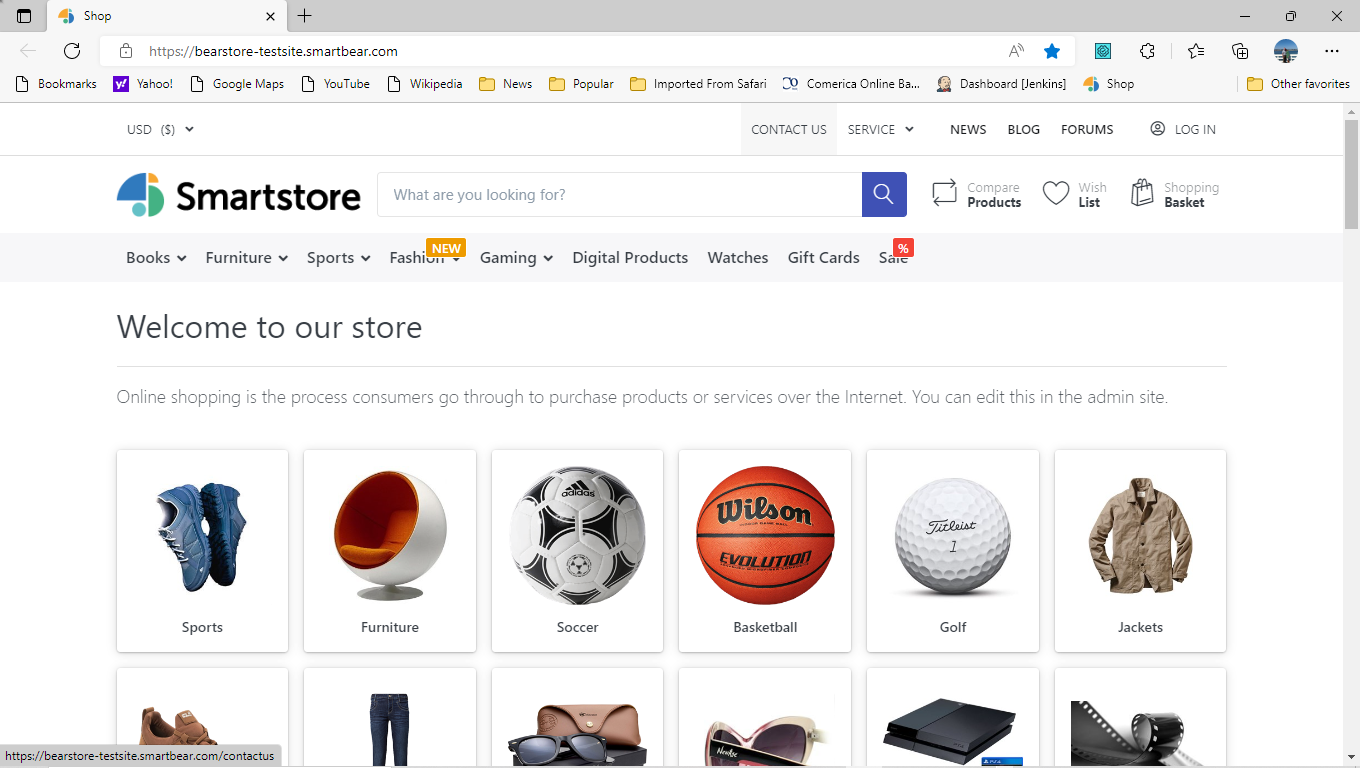 Shop
https://bearstore-testsite.smartbear.com
Bookmarks Yahoo! Google Maps YouTube Wikipedia News Popular Imported From Safari Comerica Online Ba... Dashboard [Jenkins] Shop Other favorites
USD ($) CONTACT US SERVICE NEWS BLOG FORUMS LOG IN
Smartstore What are you looking for? Compare Products Wish List Shopping Basket
NEW %
Books Furniture Sports Fashion Gaming Digital Products Watches Gift Cards Sale
Welcome to our store
Online shopping is the process consumers go through to purchase products or services over the Internet. You can edit this in the admin site.
adidas
Wilson
EVOLUTION
Titleist
1
Sports Furniture Soccer Basketball Golf Jackets
PS4
https://bearstore-testsite.smartbear.com/contactus